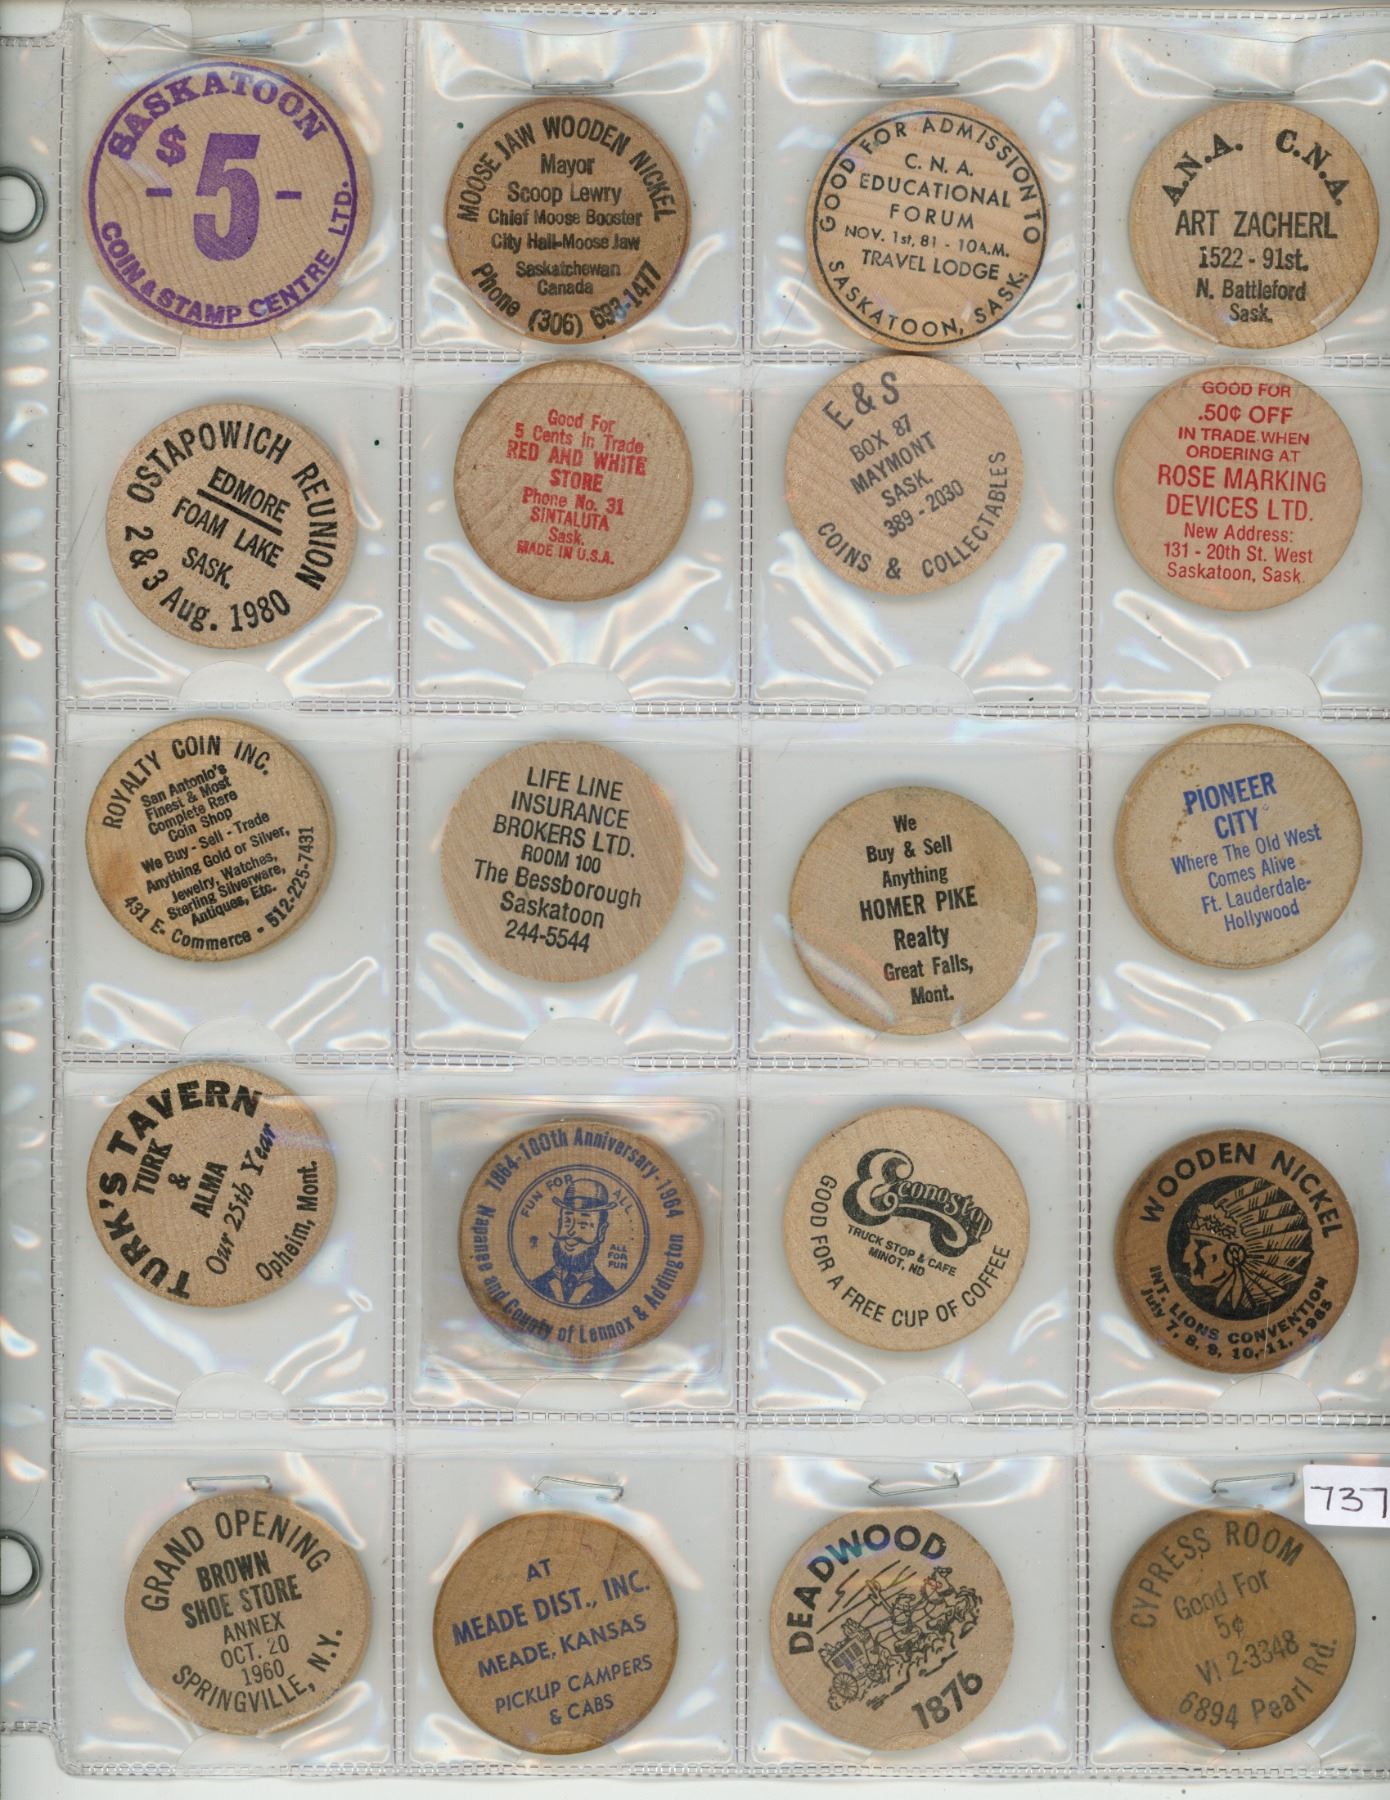 SASKATOON
$
- 5 -
COIN & STAMP CENTRE LTD.
MOOSE JAW WOODEN NICKEL
Mayor
Scoop Lewry
Chief Moose Booster
City Hall-Moose Jaw
Saskatchewan
Canada
Phone (306) 693-1477
GOOD FOR ADMISSION TO
C. N. A.
EDUCATIONAL
FORUM
NOV. 1st, 81 - 10 A.M.
TRAVEL LODGE
SASKATOON, SASK.
A.N.A. C.N.A.
ART ZACHERL
1522 - 91st.
N. Battleford
Sask.
OSTAPOWICH REUNION
EDMORE
FOAM LAKE
SASK.
2 & 3 Aug. 1980
Good For
5 Cents in Trade
RED AND WHITE
STORE
Phone No. 31
SINTALUTA
Sask.
MADE IN U.S.A.
E & S
BOX 87
MAYMONT
SASK.
389 - 2030
COINS & COLLECTABLES
GOOD FOR
.50¢ OFF
IN TRADE WHEN
ORDERING AT
ROSE MARKING
DEVICES LTD.
New Address:
131 - 20th St. West
Saskatoon, Sask.
ROYALTY COIN INC.
San Antonio's
Finest & Most
Complete Rare
Coin Shop
We Buy - Sell - Trade
Anything Gold or Silver,
Jewelry, Watches,
Sterling Silverware,
Antiques, Etc.
431 E. Commerce - 512-225-7431
LIFE LINE
INSURANCE
BROKERS LTD.
ROOM 100
The Bessborough
Saskatoon
244-5544
We
Buy & Sell
Anything
HOMER PIKE
Realty
Great Falls,
Mont.
PIONEER
CITY
Where The Old West
Comes Alive
Ft. Lauderdale-
Hollywood
TURK'S TAVERN
TURK
&
ALMA
Our 25th Year
Opheim, Mont.
1864-100th Anniversary-1964
FUN FOR ALL...
ALL
FOR
FUN
Napanee and County of Lennox & Addington
Econostop
TRUCK STOP & CAFE
MINOT, ND
GOOD FOR A FREE CUP OF COFFEE
WOODEN NICKEL
INT. LIONS CONVENTION
July 7, 8, 9, 10, 11, 1965
GRAND OPENING
BROWN
SHOE STORE
ANNEX
OCT. 20
1960
SPRINGVILLE, N.Y.
AT
MEADE DIST., INC.
MEADE, KANSAS
PICKUP CAMPERS
& CABS
DEADWOOD
1876
737
CYPRESS ROOM
Good For
5¢
VI 2-3348
6894 Pearl Rd.